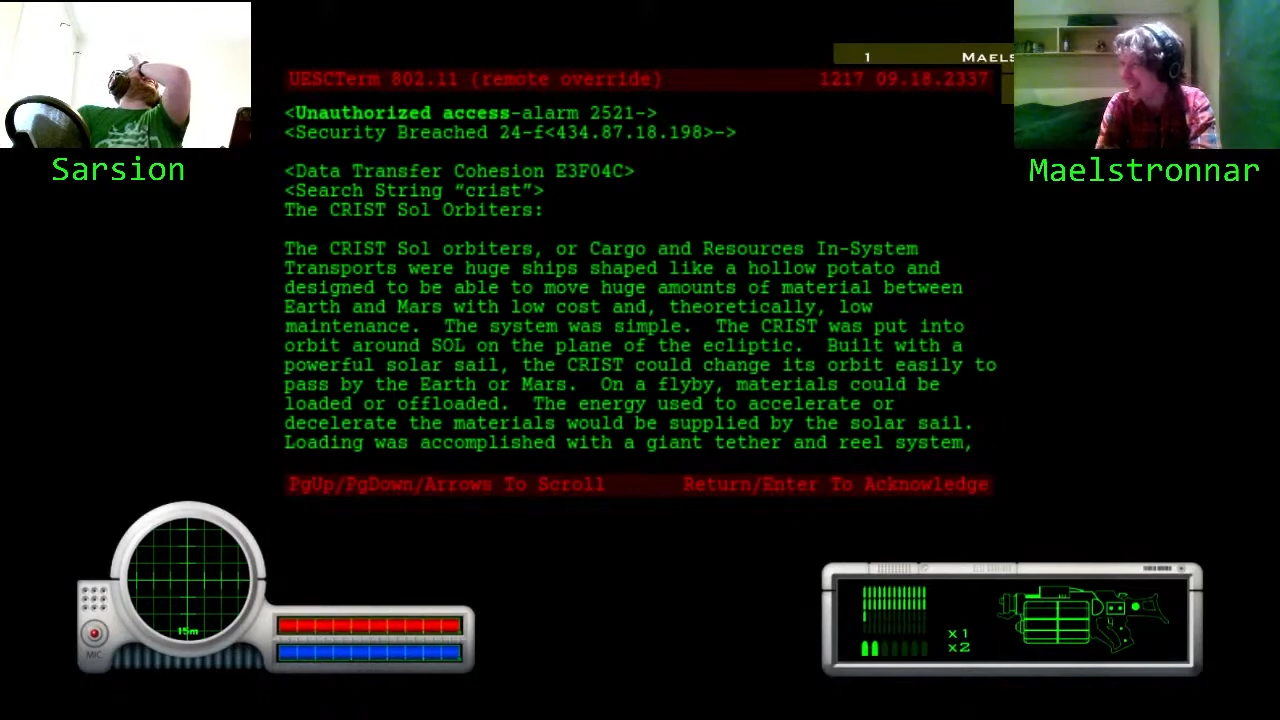 1 MAELS
UESCTerm 802.11 (remote override) 1217 09.18.2337
<Unauthorized access-alarm 2521->
<Security Breached 24-f<434.87.18.198>->
Sarsion
Maelstronnar
<Data Transfer Cohesion E3F04C>
<Search String “crist”>
The CRIST Sol Orbiters:
The CRIST Sol orbiters, or Cargo and Resources In-System
Transports were huge ships shaped like a hollow potato and
designed to be able to move huge amounts of material between
Earth and Mars with low cost and, theoretically, low
maintenance. The system was simple. The CRIST was put into
orbit around SOL on the plane of the ecliptic. Built with a
powerful solar sail, the CRIST could change its orbit easily to
pass by the Earth or Mars. On a flyby, materials could be
loaded or offloaded. The energy used to accelerate or
decelerate the materials would be supplied by the solar sail.
Loading was accomplished with a giant tether and reel system,
PgUp/PgDown/Arrows To Scroll Return/Enter To Acknowledge
15m
MIC
x1
x2